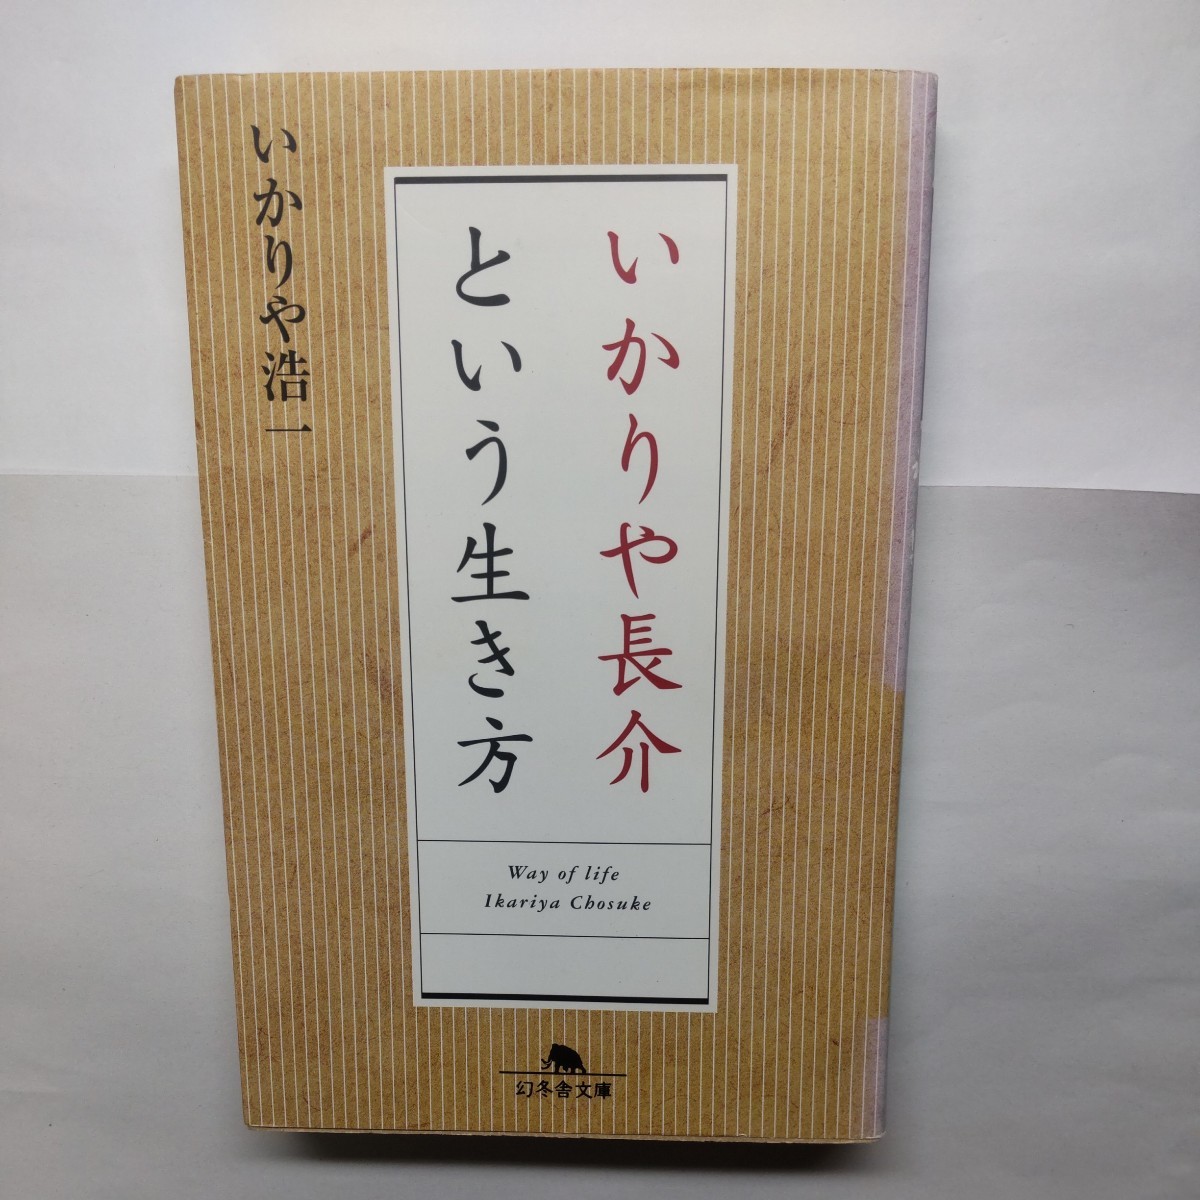 いかりや長介
という生き方
いかりや浩一
Way of life
Ikariya Chosuke
幻冬舎文庫